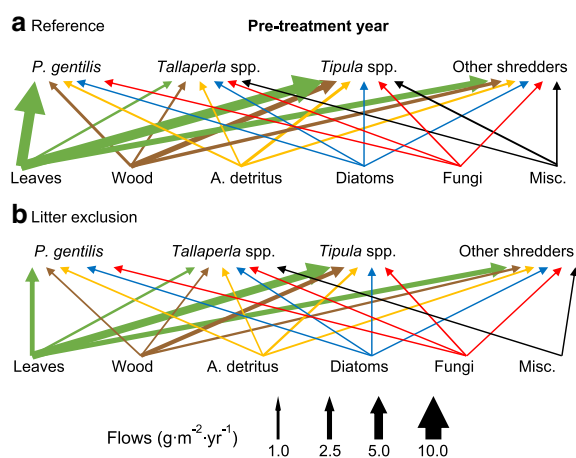 a Reference Pre-treatment year
P. gentilis Tallaperla spp. Tipula spp. Other shredders
Leaves Wood A. detritus Diatoms Fungi Misc.
b Litter exclusion
P. gentilis Tallaperla spp. Tipula spp. Other shredders
Leaves Wood A. detritus Diatoms Fungi Misc.
Flows (g·m⁻²·yr⁻¹)
1.0 2.5 5.0 10.0